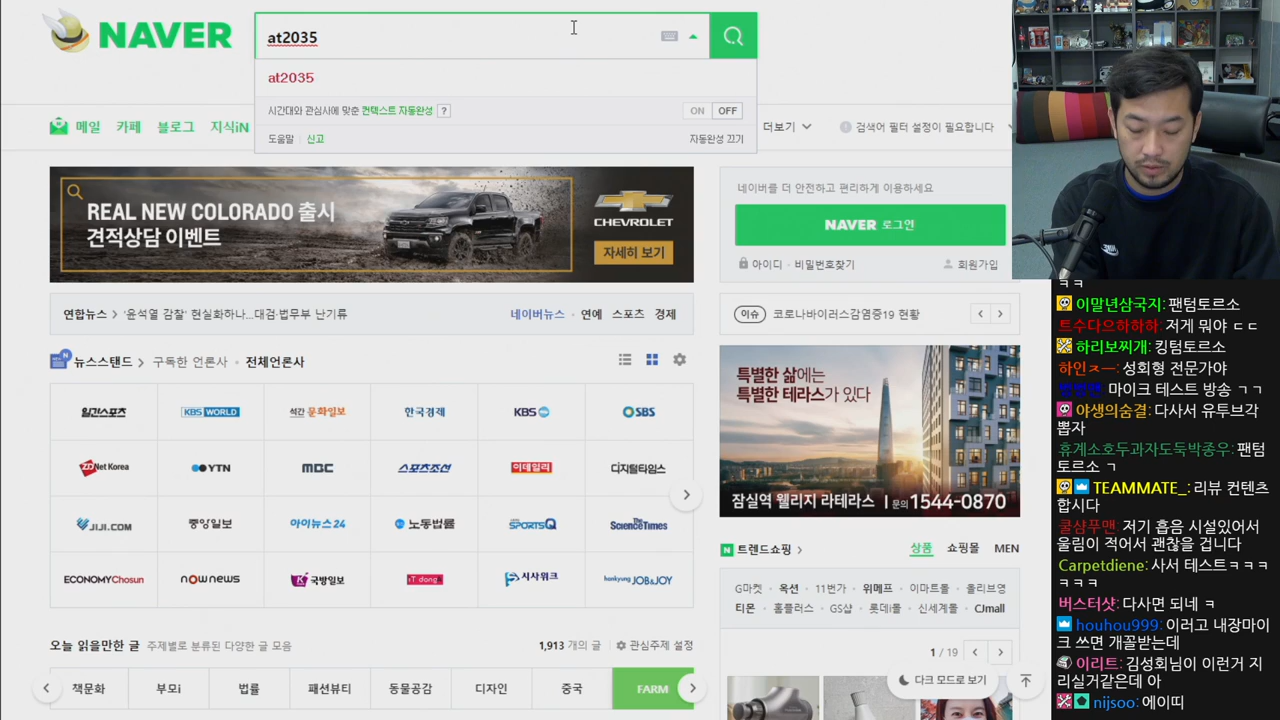 NAVER
at2035
at2035
시간대와 관심사에 맞춘 컨텍스트 자동완성 ?
ON OFF
도움말 신고
자동완성 끄기
메일 카페 블로그 지식iN
더보기
검색어 필터 설정이 필요합니다
REAL NEW COLORADO 출시
견적상담 이벤트
CHEVROLET
자세히 보기
네이버를 더 안전하고 편리하게 이용하세요
NAVER 로그인
아이디 · 비밀번호찾기
회원가입
연합뉴스 > '윤석열 감찰' 현실화하나…대검·법무부 난기류
네이버뉴스 · 연예 스포츠 경제
이슈 코로나바이러스감염증19 현황
뉴스스탠드 > 구독한 언론사 · 전체언론사
일간스포츠 KBS WORLD 석간 문화일보 한국경제 KBS SBS
ZDNet Korea YTN MBC 스포츠조선 이데일리 디지털타임스
JIJI.COM 중앙일보 아이뉴스24 노동법률 SPORTSQ The ScienceTimes
ECONOMYChosun nownews 국방일보 IT dong 시사위크 hankyung JOB&JOY
특별한 삶에는
특별한 테라스가 있다
잠실역 웰리지 라테라스 | 문의 1544-0870
트렌드쇼핑 >
상품 쇼핑몰 MEN
G마켓 · 옥션 · 11번가 · 위메프 · 이마트몰 · 올리브영
티몬 · 홈플러스 · GS샵 · 롯데i몰 · 신세계몰 · CJmall
1 / 19
오늘 읽을만한 글 주제별로 분류된 다양한 글 모음
1,913 개의 글
관심주제 설정
책문화 부모i 법률 패션뷰티 동물공감 디자인 중국 FARM
다크 모드로 보기
ㅋㅋ
이말년삼국지: 팬텀토르소
트수다으하하하: 저게 뭐야 ㄷㄷ
하리보찌개: 킹텀토르소
하인ㅈㅡ: 성회형 전문가야
마이크 테스트 방송 ㄱㄱ
야생의숨결: 다사서 유투브각
뽑자
휴게소호두과자도둑박종우: 팬텀
토르소 ㄱ
TEAMMATE_: 리뷰 컨텐츠
합시다
쿨샴푸맨: 저기 흡음 시설있어서
울림이 적어서 괜찮을 겁니다
Carpetdiene: 사서 테스트ㅋㅋㅋ
ㅋㅋㅋ
버스터샷: 다사면 되네 ㅋ
houhou999: 이러고 내장마이
크 쓰면 개꼴받는데
이리트: 김성회님이 이런거 지
리실거같은데 아
nijsoo: 에이띠